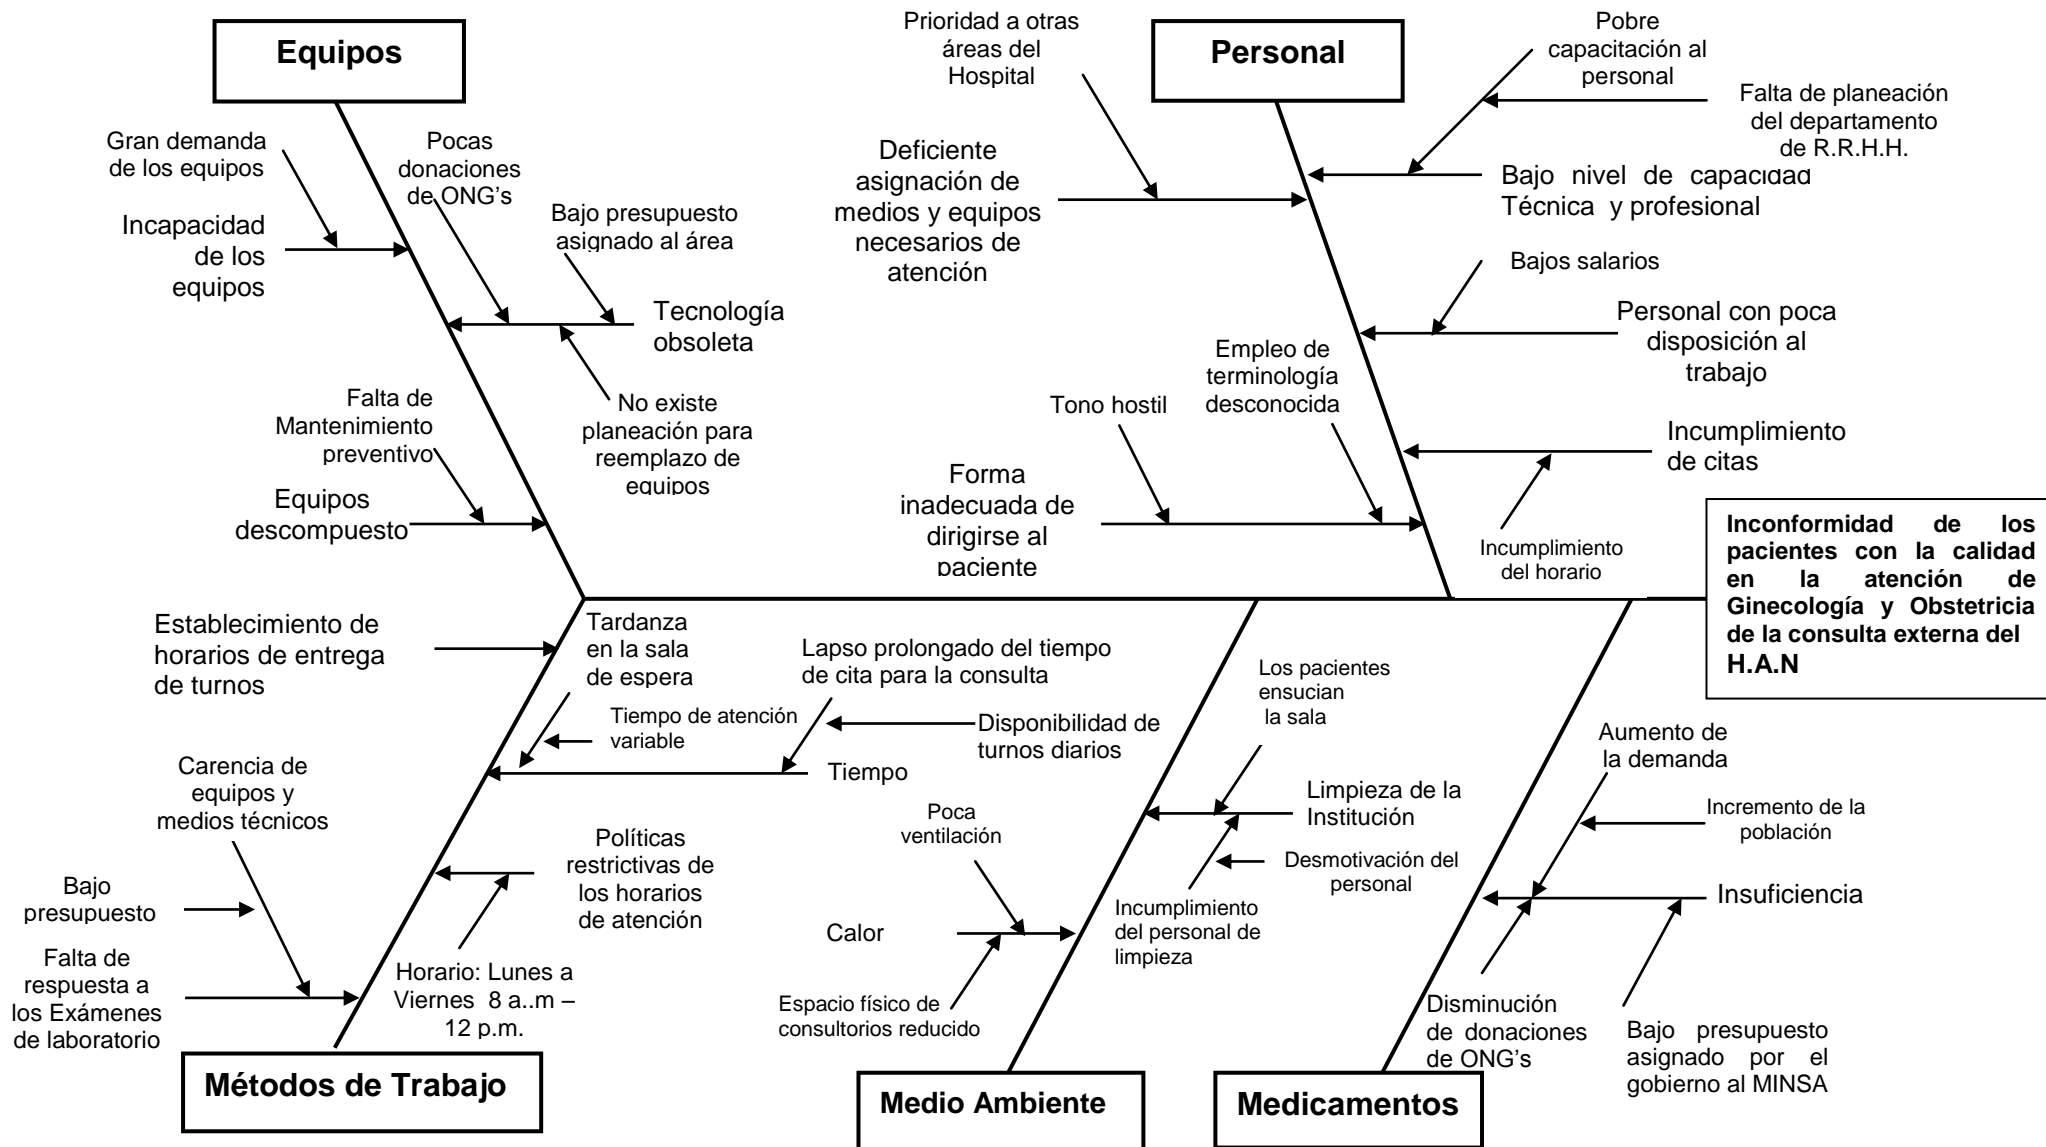 Equipos
Gran demanda
de los equipos
Incapacidad
de los
equipos
Pocas
donaciones
de ONG’s
Bajo presupuesto
asignado al área
Tecnología
obsoleta
No existe
planeación para
reemplazo de
equipos
Falta de
Mantenimiento
preventivo
Equipos
descompuesto
Prioridad a otras
áreas del
Hospital
Deficiente
asignación de
medios y equipos
necesarios de
atención
Personal
Pobre
capacitación al
personal
Falta de planeación
del departamento
de R.R.H.H.
Bajo nivel de capacidad
Técnica y profesional
Bajos salarios
Personal con poca
disposición al
trabajo
Empleo de
terminología
desconocida
Tono hostil
Forma
inadecuada de
dirigirse al
paciente
Incumplimiento
de citas
Incumplimiento
del horario
Inconformidad de los
pacientes con la calidad
en la atención de
Ginecología y Obstetricia
de la consulta externa del
H.A.N
Establecimiento de
horarios de entrega
de turnos
Tardanza
en la sala
de espera
Tiempo de atención
variable
Lapso prolongado del tiempo
de cita para la consulta
Disponibilidad de
turnos diarios
Tiempo
Carencia de
equipos y
medios técnicos
Bajo
presupuesto
Falta de
respuesta a
los Exámenes
de laboratorio
Políticas
restrictivas de
los horarios
de atención
Horario: Lunes a
Viernes 8 a..m –
12 p.m.
Métodos de Trabajo
Los pacientes
ensucian
la sala
Limpieza de la
Institución
Desmotivación del
personal
Incumplimiento
del personal de
limpieza
Poca
ventilación
Calor
Espacio físico de
consultorios reducido
Medio Ambiente
Aumento de
la demanda
Incremento de la
población
Insuficiencia
Disminución
de donaciones
de ONG’s
Bajo presupuesto
asignado por el
gobierno al MINSA
Medicamentos